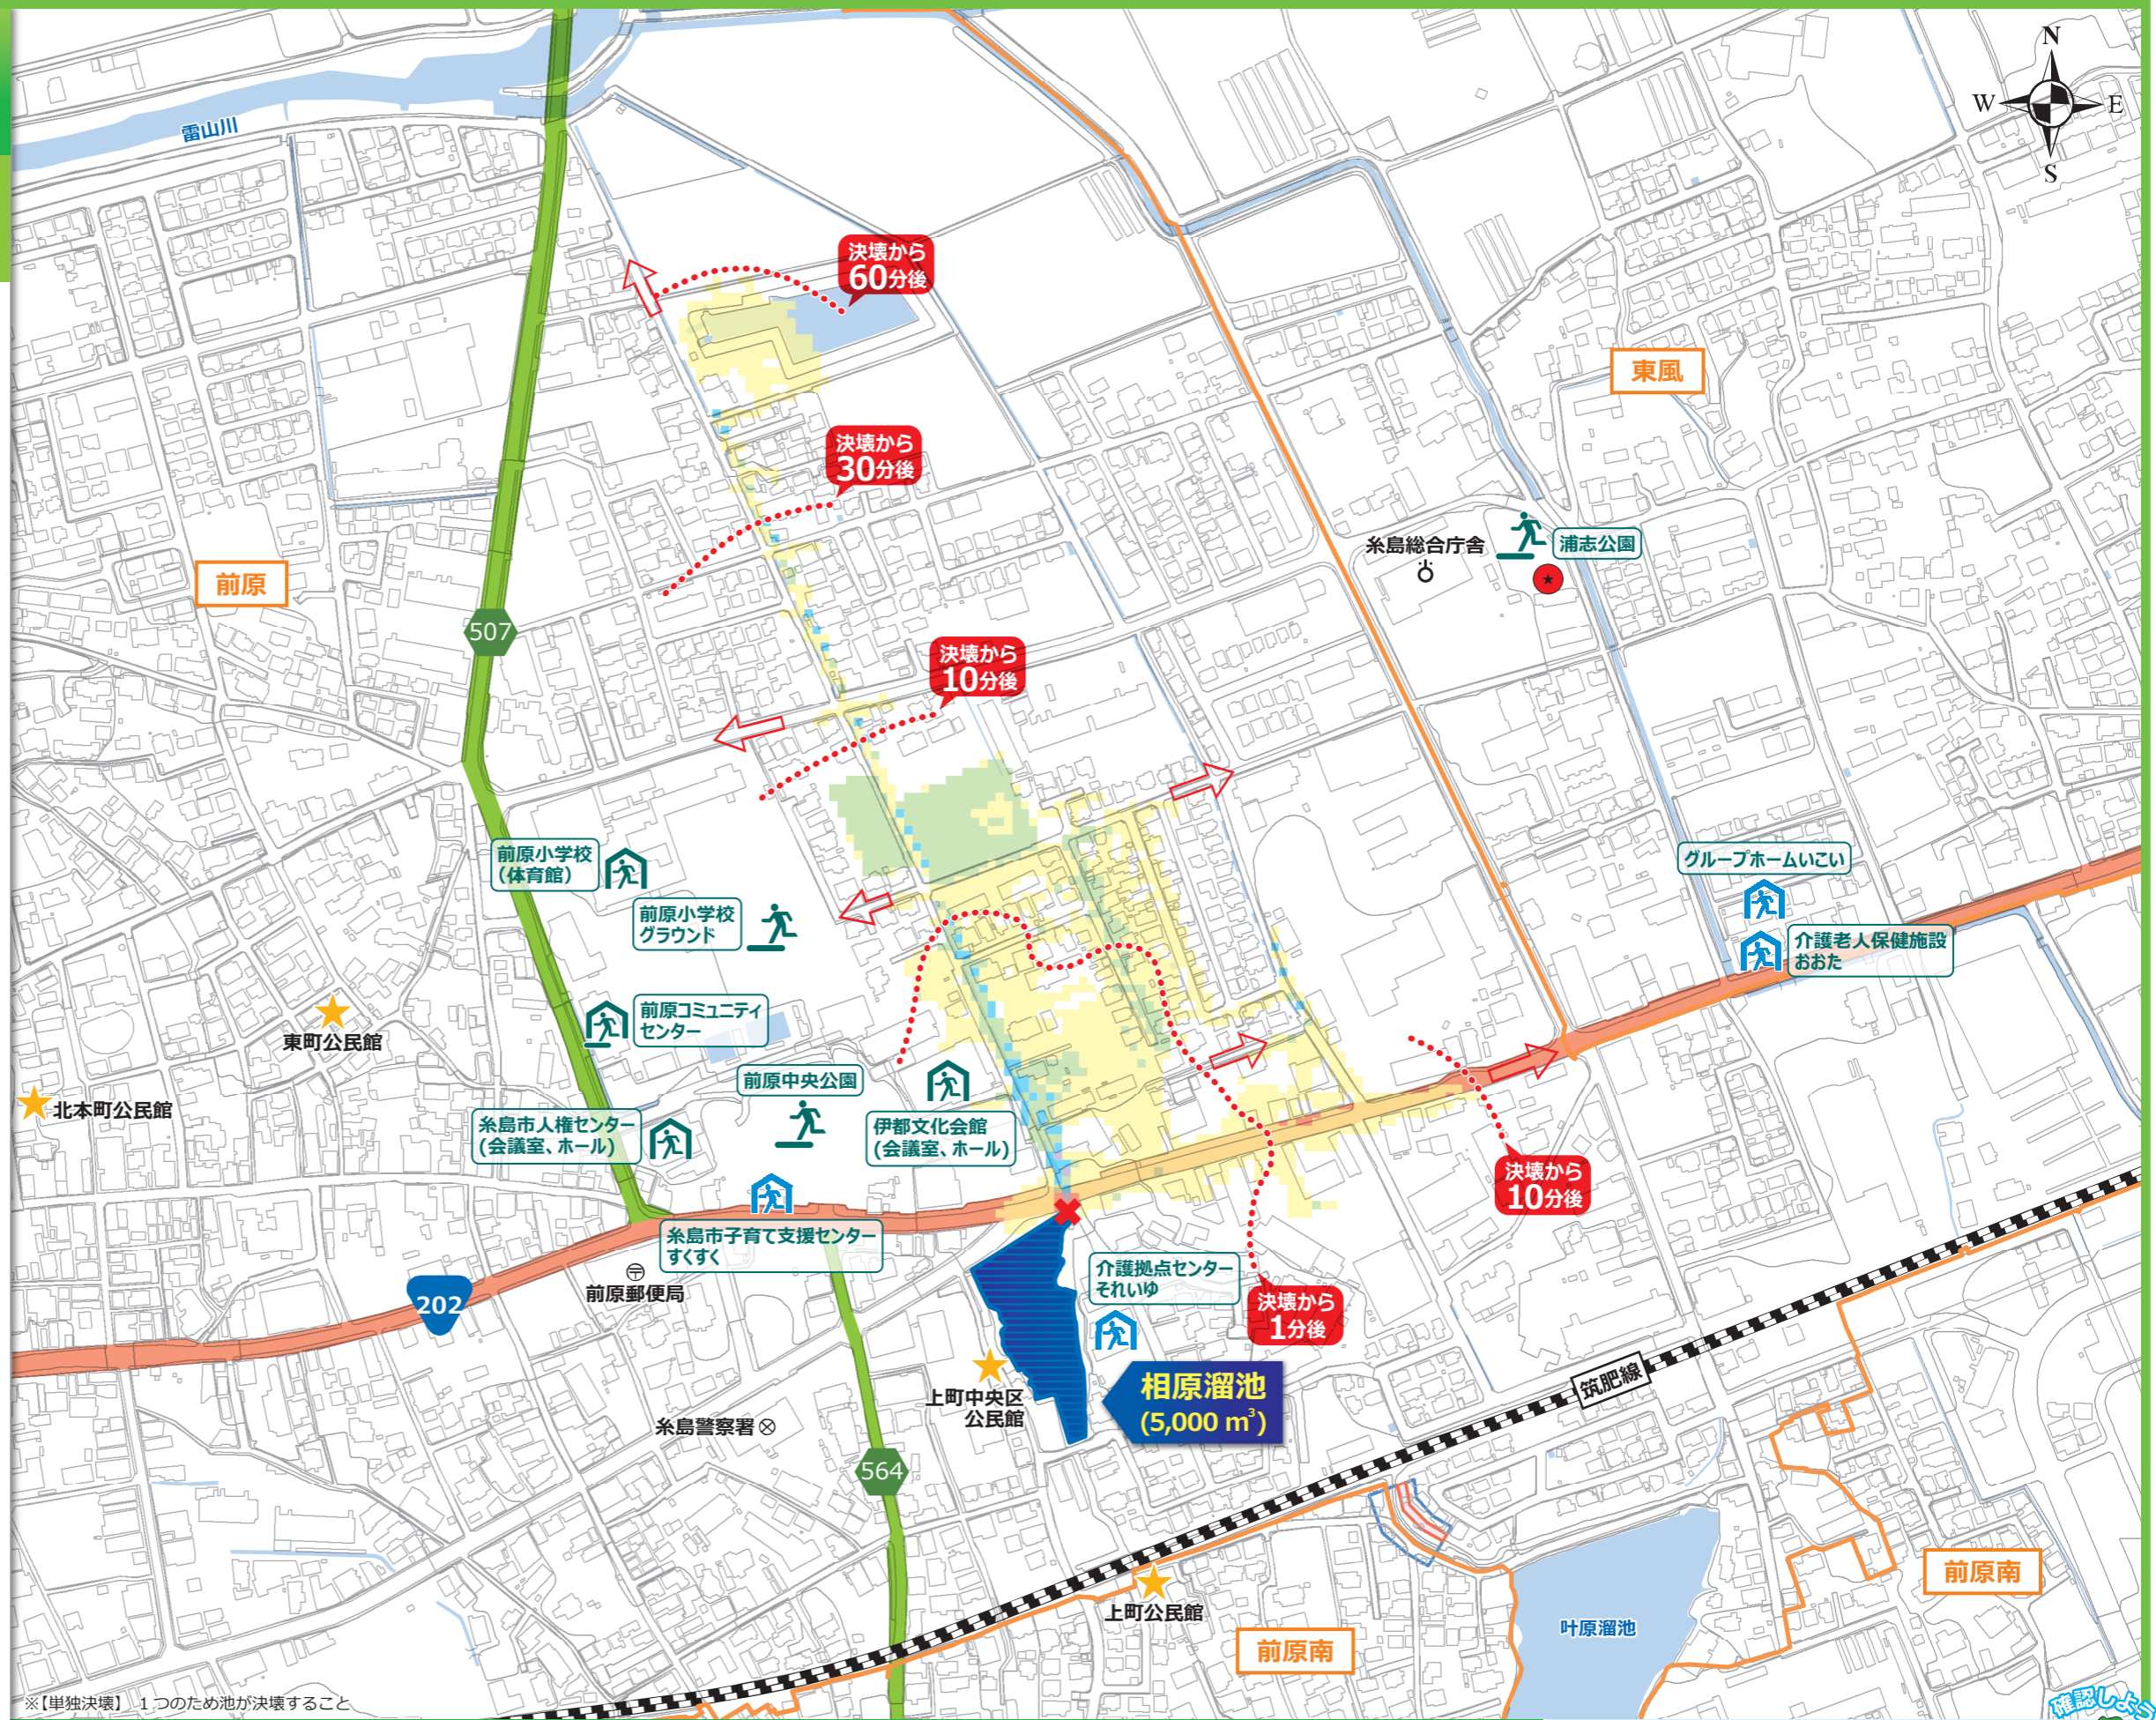 N
W
E
S
雷山川
決壊から
60分後
決壊から
30分後
東風
糸島総合庁舎
浦志公園
前原
507
決壊から
10分後
前原小学校
(体育館)
前原小学校
グラウンド
グループホームいこい
介護老人保健施設
おおた
前原コミュニティ
センター
東町公民館
北本町公民館
前原中央公園
糸島市人権センター
(会議室、ホール)
伊都文化会館
(会議室、ホール)
決壊から
10分後
糸島市子育て支援センター
すくすく
前原郵便局
202
介護拠点センター
それいゆ
決壊から
1分後
上町中央区
公民館
相原溜池
(5,000 m³)
筑肥線
糸島警察署
564
上町公民館
前原南
前原南
叶原溜池
※【単独決壊】 1つのため池が決壊すること
確認しよう